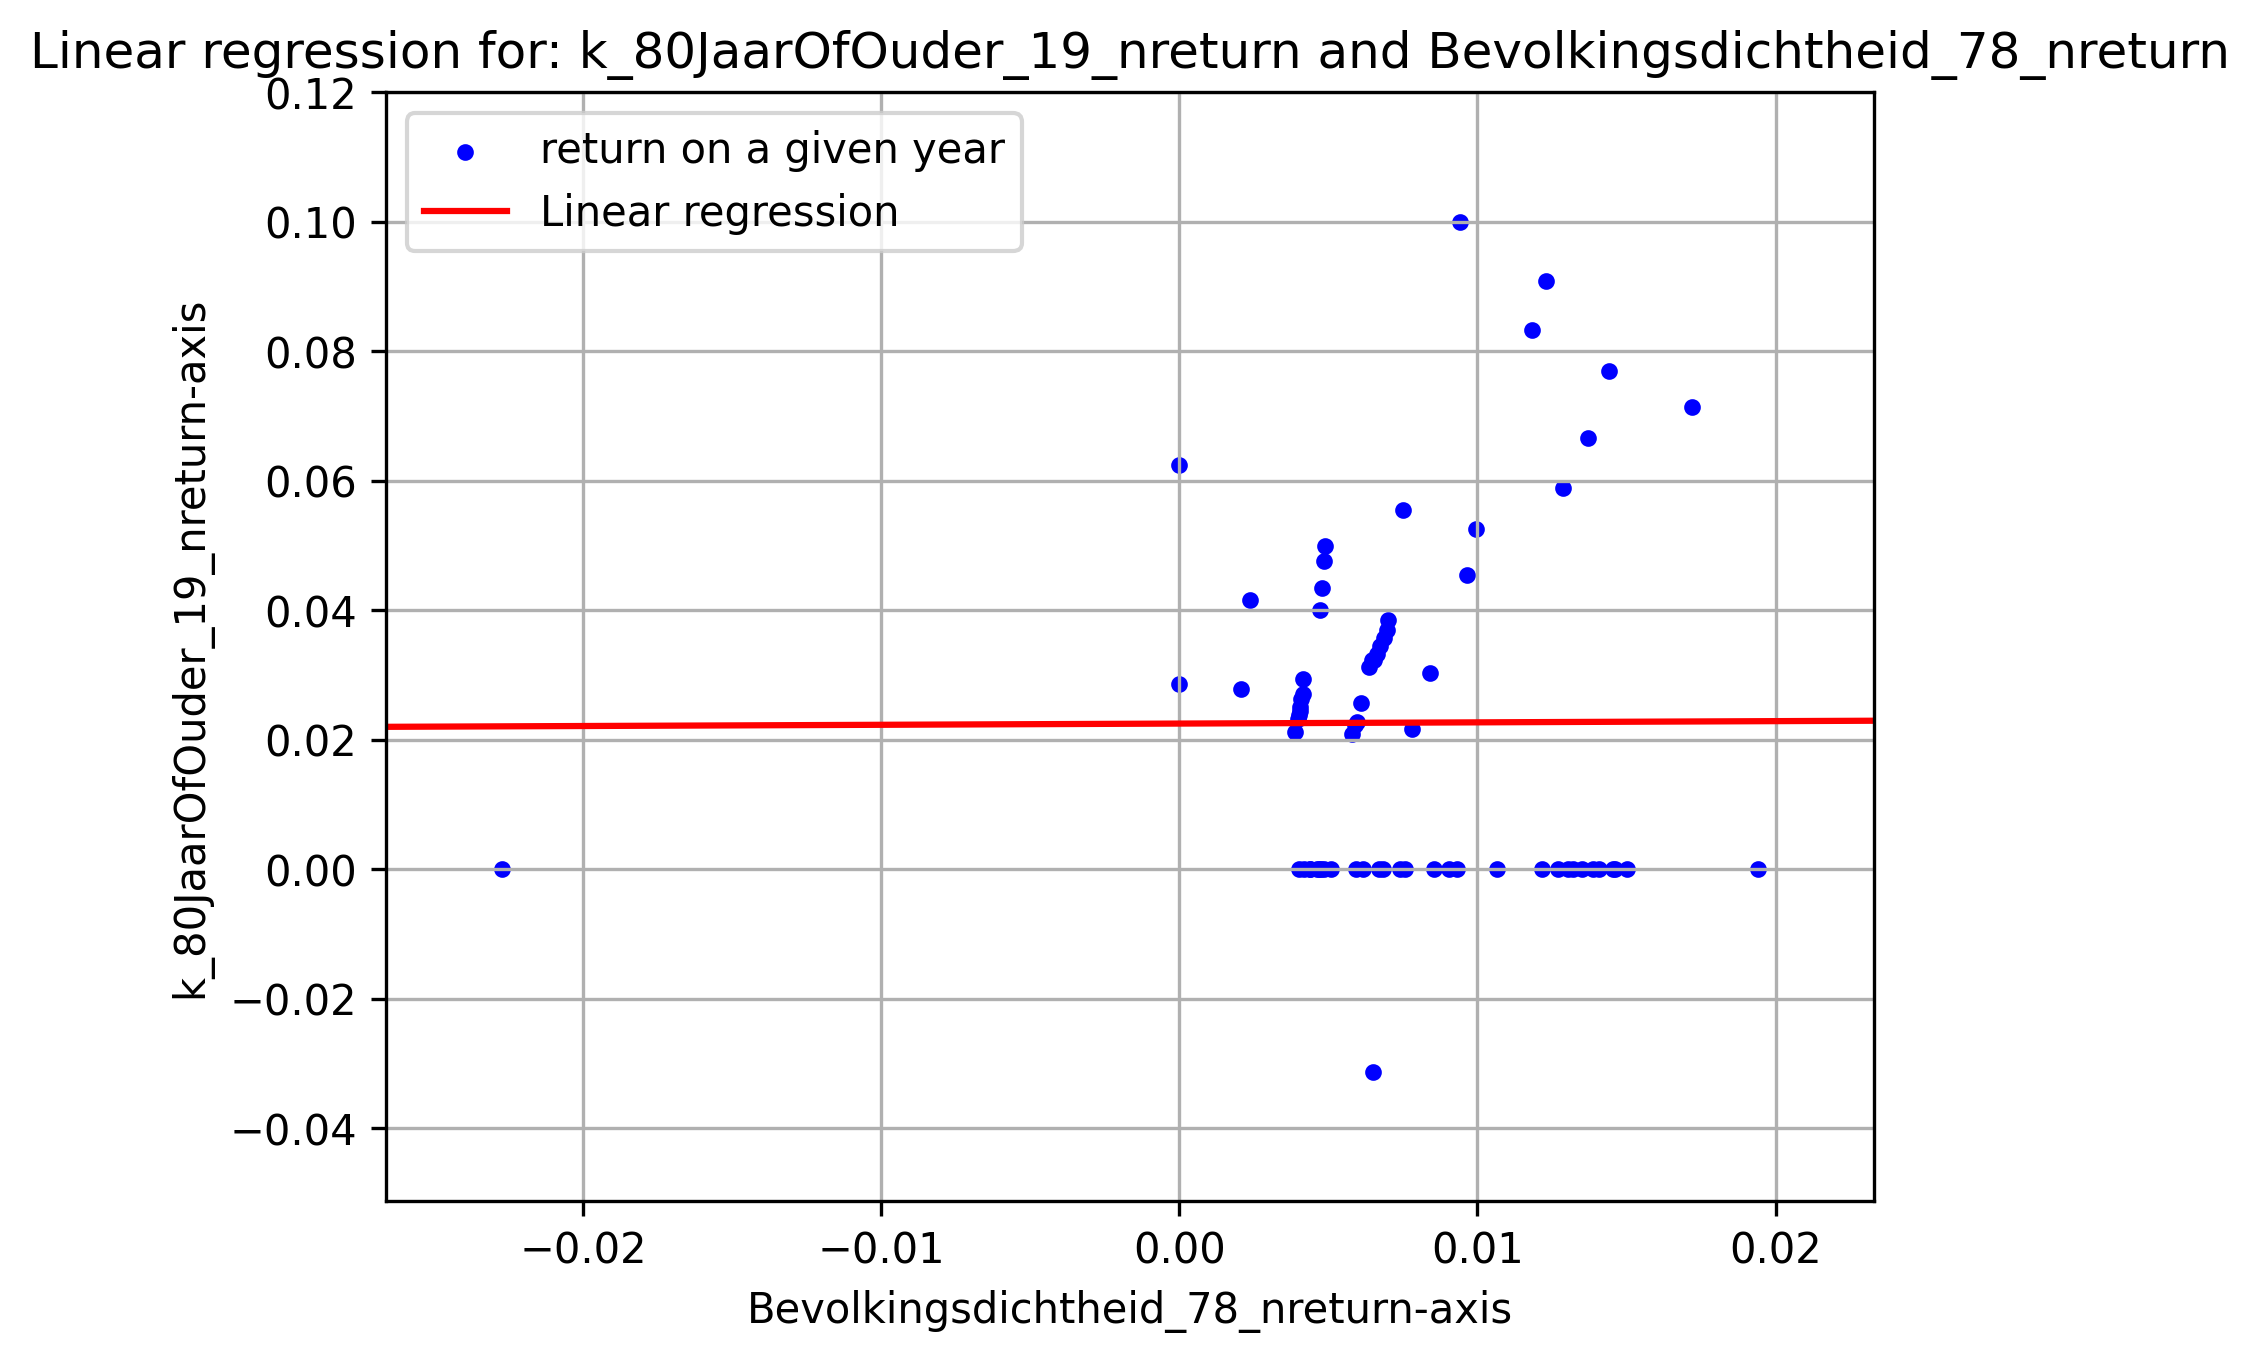 Linear regression for: k_80JaarOfOuder_19_nreturn and Bevolkingsdichtheid_78_nreturn
return on a given year
Linear regression
k_80JaarOfOuder_19_nreturn-axis
0.12
0.10
0.08
0.06
0.04
0.02
0.00
−0.02
−0.04
−0.02
−0.01
0.00
0.01
0.02
Bevolkingsdichtheid_78_nreturn-axis